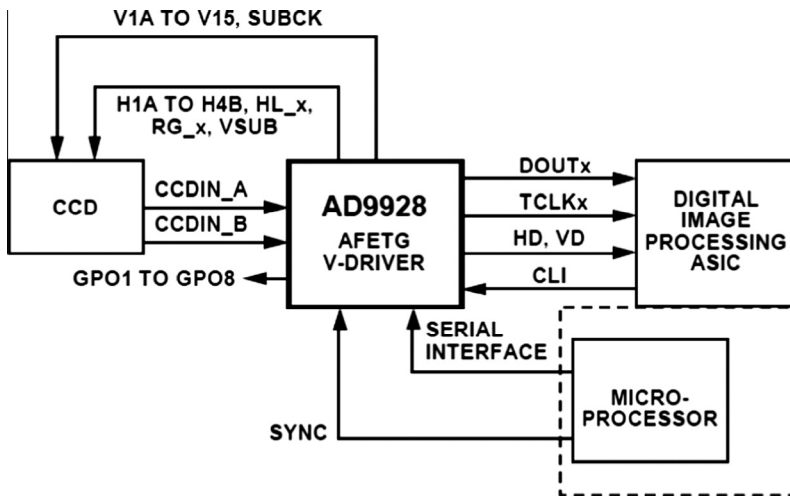 V1A TO V15, SUBCK
H1A TO H4B, HL_x,
RG_x, VSUB
CCD
CCDIN_A
CCDIN_B
GPO1 TO GPO8
AD9928
AFETG
V-DRIVER
DOUTx
TCLKx
HD, VD
CLI
DIGITAL
IMAGE
PROCESSING
ASIC
SERIAL
INTERFACE
SYNC
MICRO-
PROCESSOR